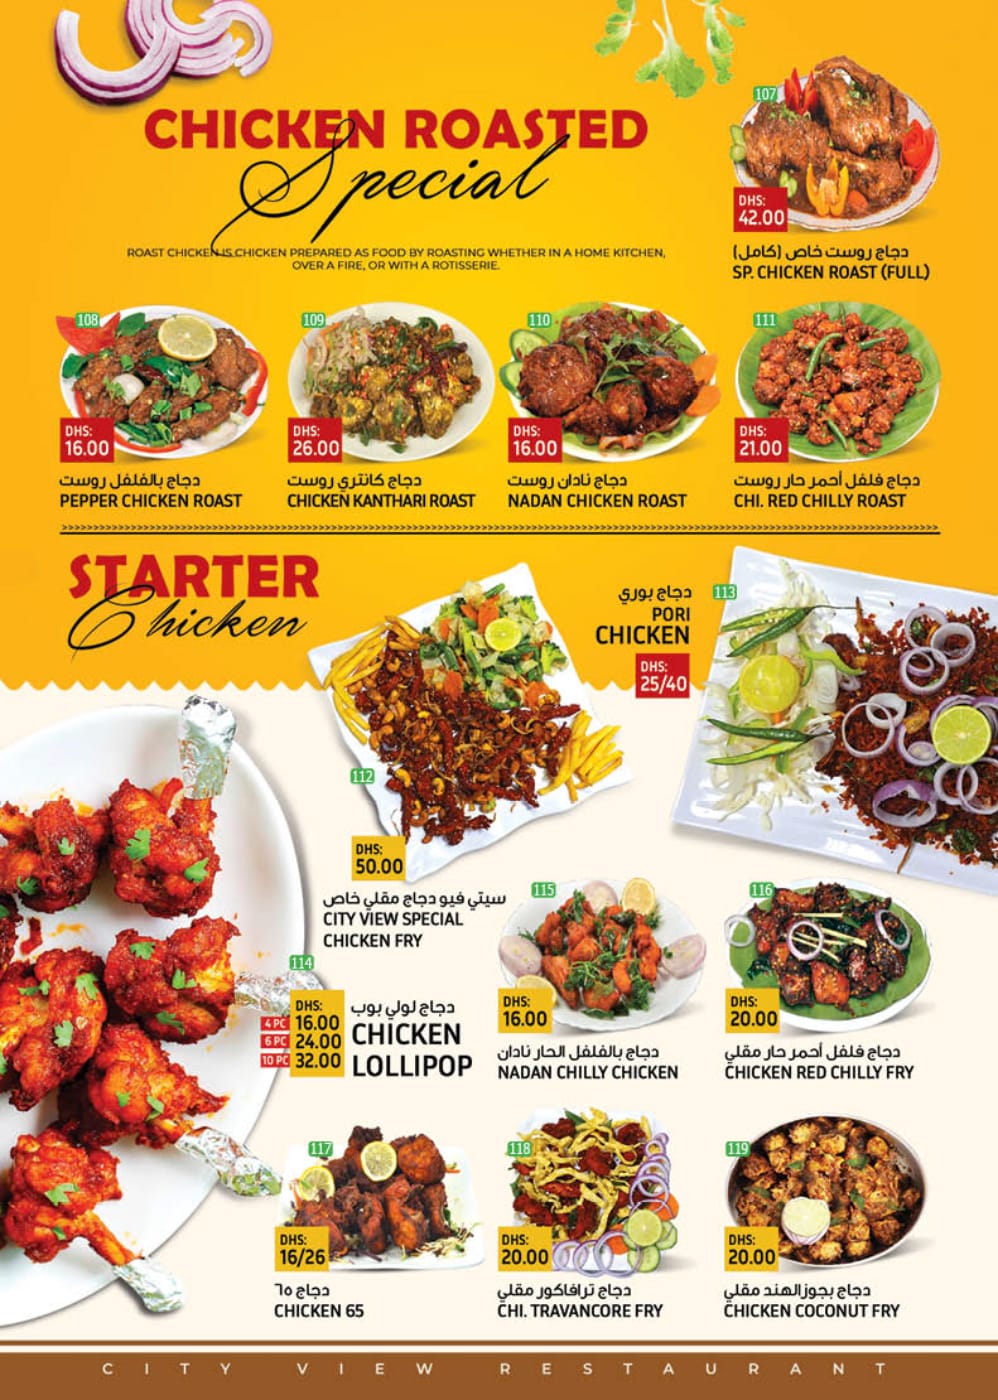 CHICKEN ROASTED
Special
ROAST CHICKEN IS CHICKEN PREPARED AS FOOD BY ROASTING WHETHER IN A HOME KITCHEN,
OVER A FIRE, OR WITH A ROTISSERIE.
107
DHS:
42.00
دجاج روست خاص (كامل)
SP. CHICKEN ROAST (FULL)
108
DHS:
16.00
دجاج بالفلفل روست
PEPPER CHICKEN ROAST
109
DHS:
26.00
دجاج كانتري روست
CHICKEN KANTHARI ROAST
110
DHS:
16.00
دجاج نادان روست
NADAN CHICKEN ROAST
111
DHS:
21.00
دجاج فلفل أحمر حار روست
CHI. RED CHILLY ROAST
STARTER
Chicken
112
DHS:
50.00
سيتي فيو دجاج مقلي خاص
CITY VIEW SPECIAL
CHICKEN FRY
113
دجاج بوري
PORI
CHICKEN
DHS:
25/40
114
DHS:
4 PC 16.00
6 PC 24.00
10 PC 32.00
دجاج لولي بوب
CHICKEN
LOLLIPOP
115
DHS:
16.00
دجاج بالفلفل الحار نادان
NADAN CHILLY CHICKEN
116
DHS:
20.00
دجاج فلفل أحمر حار مقلي
CHICKEN RED CHILLY FRY
117
DHS:
16/26
دجاج ٦٥
CHICKEN 65
118
DHS:
20.00
دجاج ترافاكور مقلي
CHI. TRAVANCORE FRY
119
DHS:
20.00
دجاج بجوزالهند مقلي
CHICKEN COCONUT FRY
CITY VIEW RESTAURANT